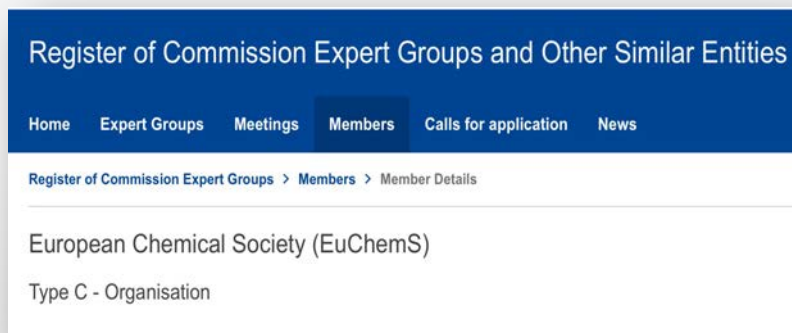 Register of Commission Expert Groups and Other Similar Entities
Home Expert Groups Meetings Members Calls for application News
Register of Commission Expert Groups > Members > Member Details
European Chemical Society (EuChemS)
Type C - Organisation